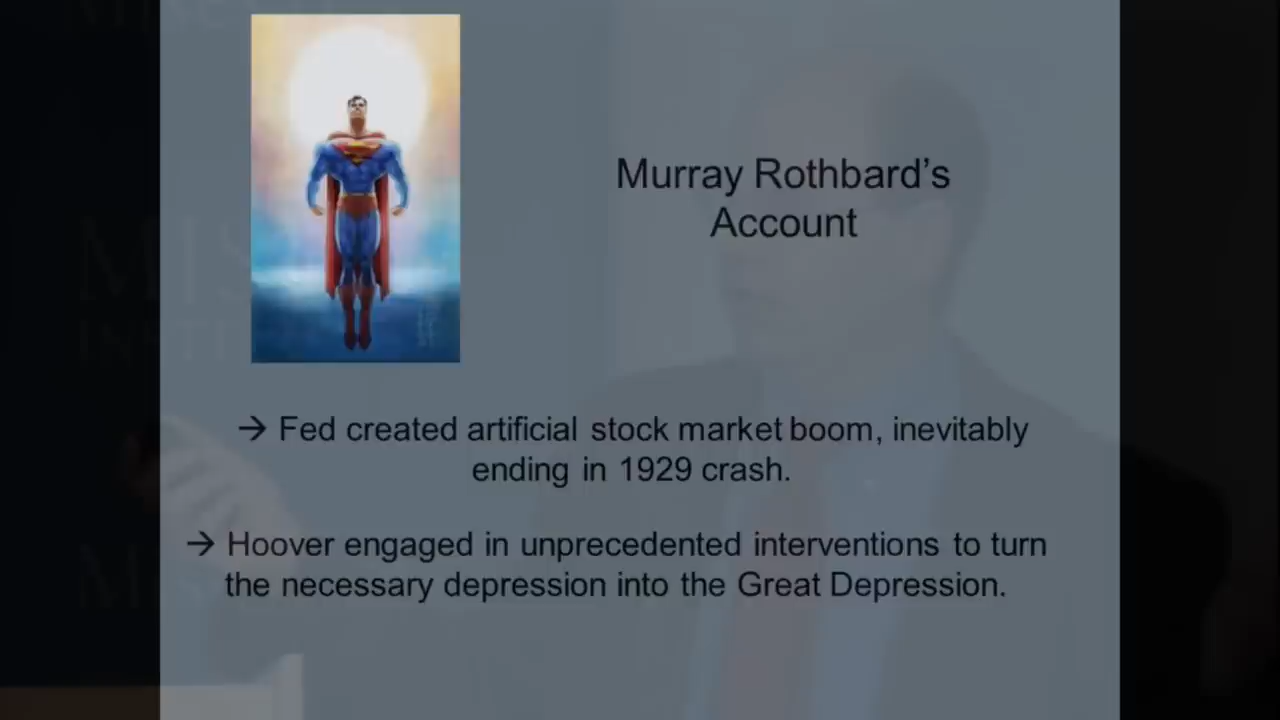 Murray Rothbard’s
Account
→ Fed created artificial stock market boom, inevitably
ending in 1929 crash.
→ Hoover engaged in unprecedented interventions to turn
the necessary depression into the Great Depression.